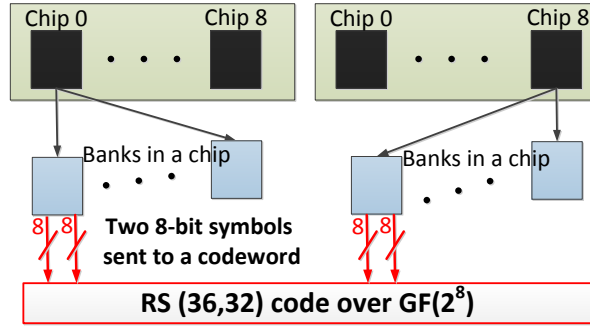 Chip 0 Chip 8 Chip 0 Chip 8
Banks in a chip Banks in a chip
8 8 Two 8-bit symbols 8 8
sent to a codeword
RS (36,32) code over GF(2⁸)